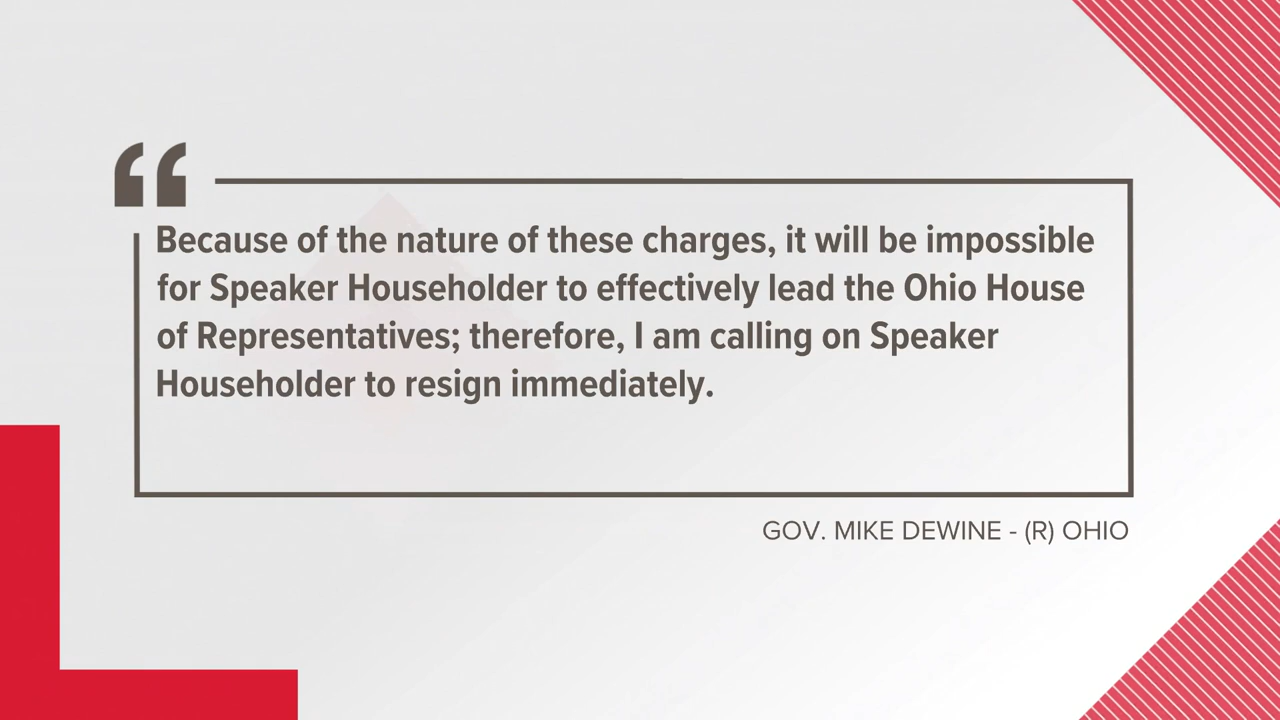 “
Because of the nature of these charges, it will be impossible
for Speaker Householder to effectively lead the Ohio House
of Representatives; therefore, I am calling on Speaker
Householder to resign immediately.
GOV. MIKE DEWINE - (R) OHIO